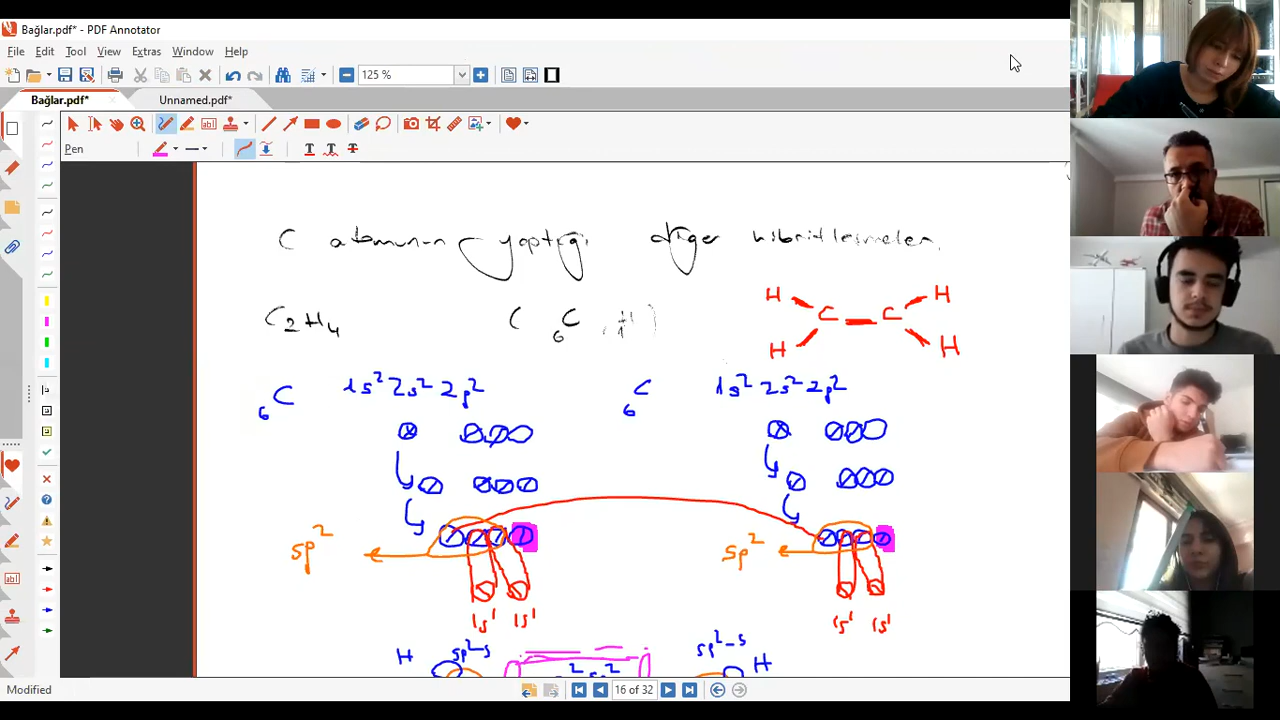 Bağlar.pdf* - PDF Annotator
File Edit Tool View Extras Window Help
125 %
Bağlar.pdf* Unnamed.pdf*
Pen
C atomunun yaptığı diğer hibritleşmeler.
C2H4 ( 6C , 1H )
H H
C C
H H
6C 1s² 2s² 2p² 6C 1s² 2s² 2p²
sp² sp²
1s¹ 1s¹ 1s¹ 1s¹
H sp²-s sp²-s H
Modified 16 of 32